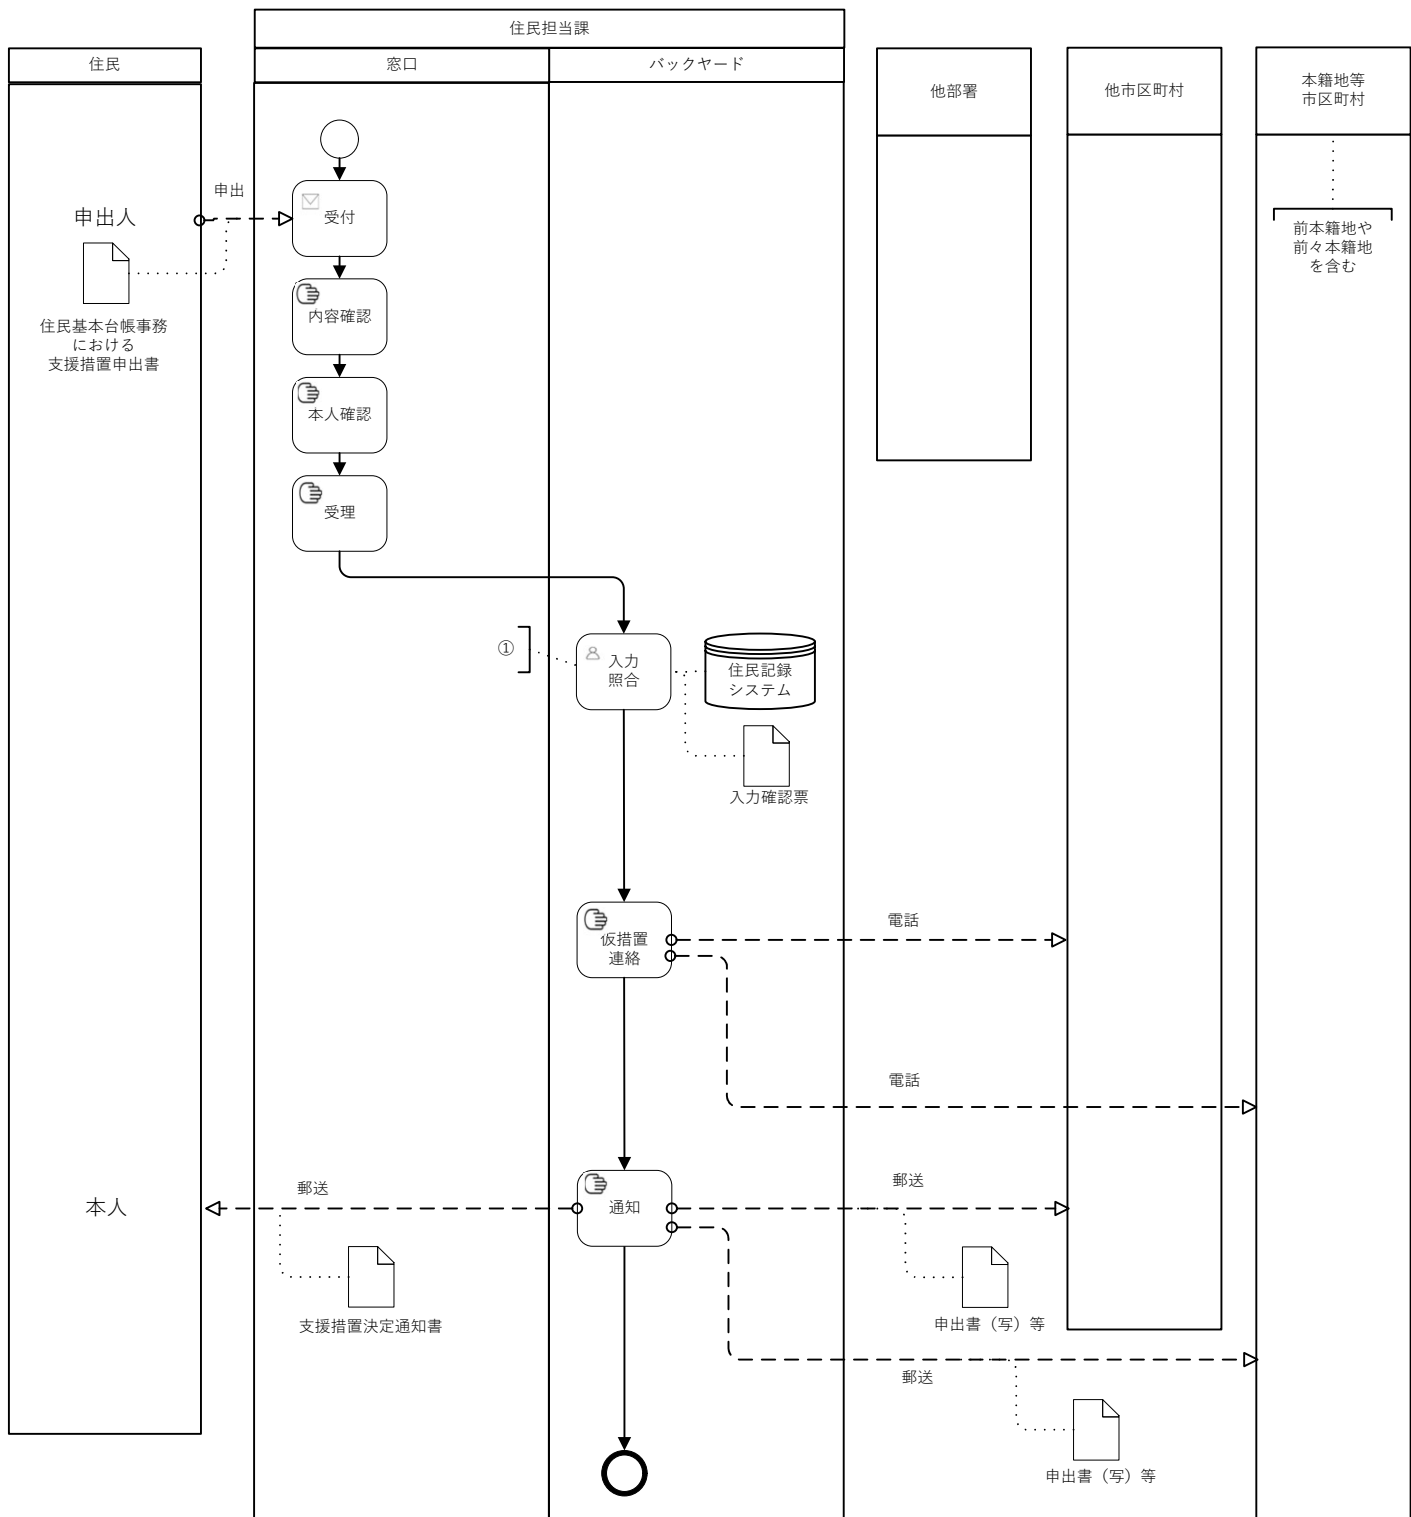 住民担当課
住民
窓口
バックヤード
他部署
他市区町村
本籍地等
市区町村
申出
申出人
受付
前本籍地や
前々本籍地
を含む
住民基本台帳事務
における
支援措置申出書
内容確認
本人確認
受理
①
入力
照合
住民記録
システム
入力確認票
仮措置
連絡
電話
電話
本人
郵送
通知
郵送
支援措置決定通知書
申出書（写）等
郵送
申出書（写）等